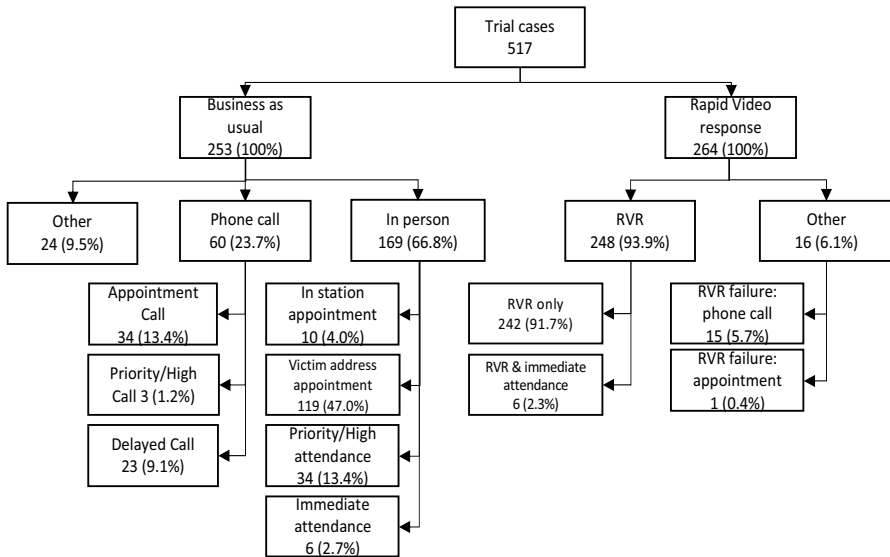 Trial cases
517
Business as
usual
253 (100%)
Rapid Video
response
264 (100%)
Other
24 (9.5%)
Phone call
60 (23.7%)
In person
169 (66.8%)
RVR
248 (93.9%)
Other
16 (6.1%)
Appointment
Call
34 (13.4%)
Priority/High
Call 3 (1.2%)
Delayed Call
23 (9.1%)
In station
appointment
10 (4.0%)
Victim address
appointment
119 (47.0%)
Priority/High
attendance
34 (13.4%)
Immediate
attendance
6 (2.7%)
RVR only
242 (91.7%)
RVR & immediate
attendance
6 (2.3%)
RVR failure:
phone call
15 (5.7%)
RVR failure:
appointment
1 (0.4%)